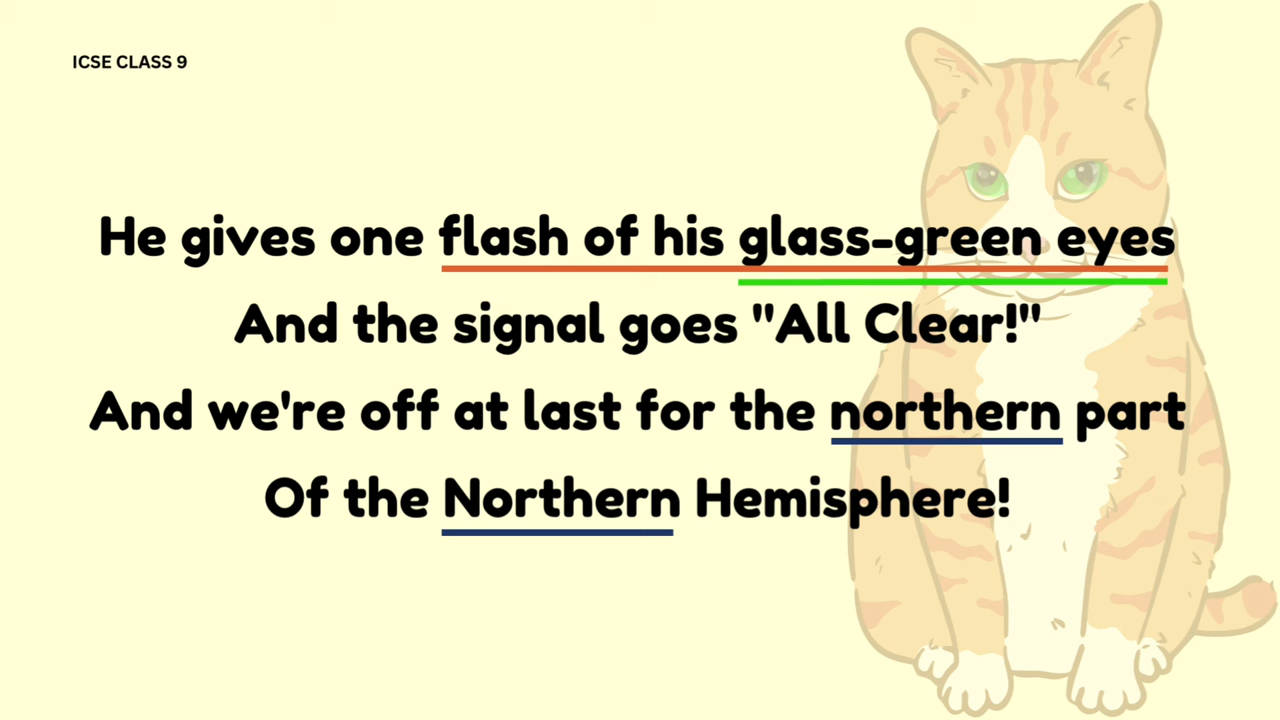 ICSE CLASS 9
He gives one flash of his glass-green eyes
And the signal goes "All Clear!"
And we're off at last for the northern part
Of the Northern Hemisphere!